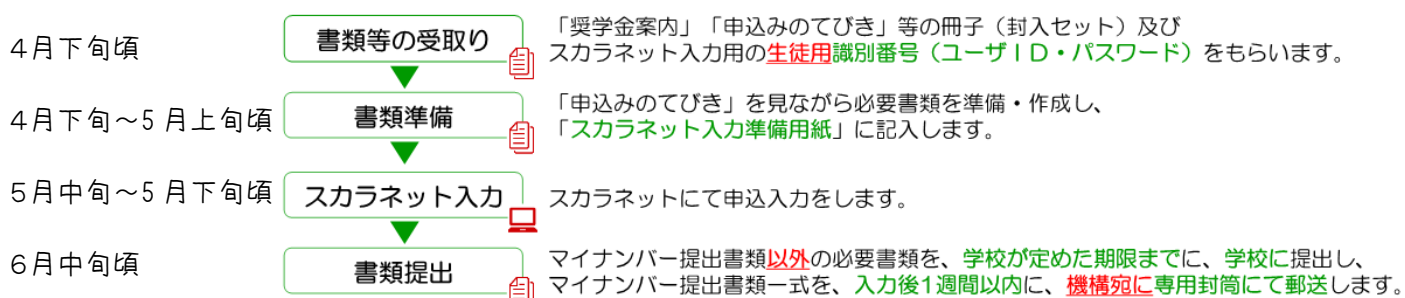 4月下旬頃
書類等の受取り
「奨学金案内」「申込みのてびき」等の冊子（封入セット）及び
スカラネット入力用の生徒用識別番号（ユーザＩＤ・パスワード）をもらいます。
4月下旬～5月上旬頃
書類準備
「申込みのてびき」を見ながら必要書類を準備・作成し、
「スカラネット入力準備用紙」に記入します。
5月中旬～5月下旬頃
スカラネット入力
スカラネットにて申込入力をします。
6月中旬頃
書類提出
マイナンバー提出書類以外の必要書類を、学校が定めた期限までに、学校に提出し、
マイナンバー提出書類一式を、入力後1週間以内に、機構宛に専用封筒にて郵送します。